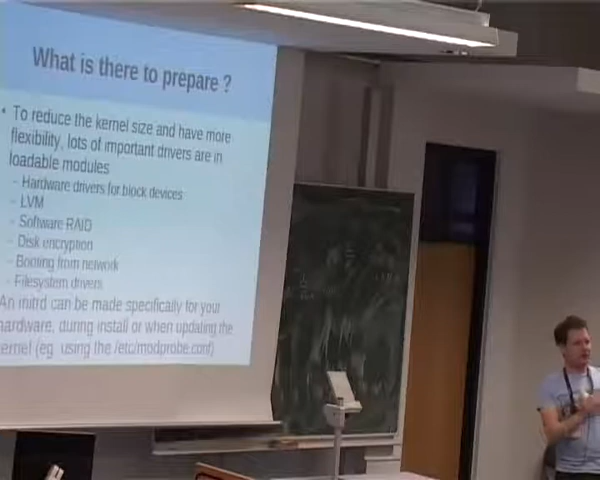 What is there to prepare ?
• To reduce the kernel size and have more
flexibility, lots of important drivers are in
loadable modules
– Hardware drivers for block devices
– LVM
– Software RAID
– Disk encryption
– Booting from network
– Filesystem drivers
An initrd can be made specifically for your
hardware, during install or when updating the
kernel (eg. using the /etc/modprobe.conf)